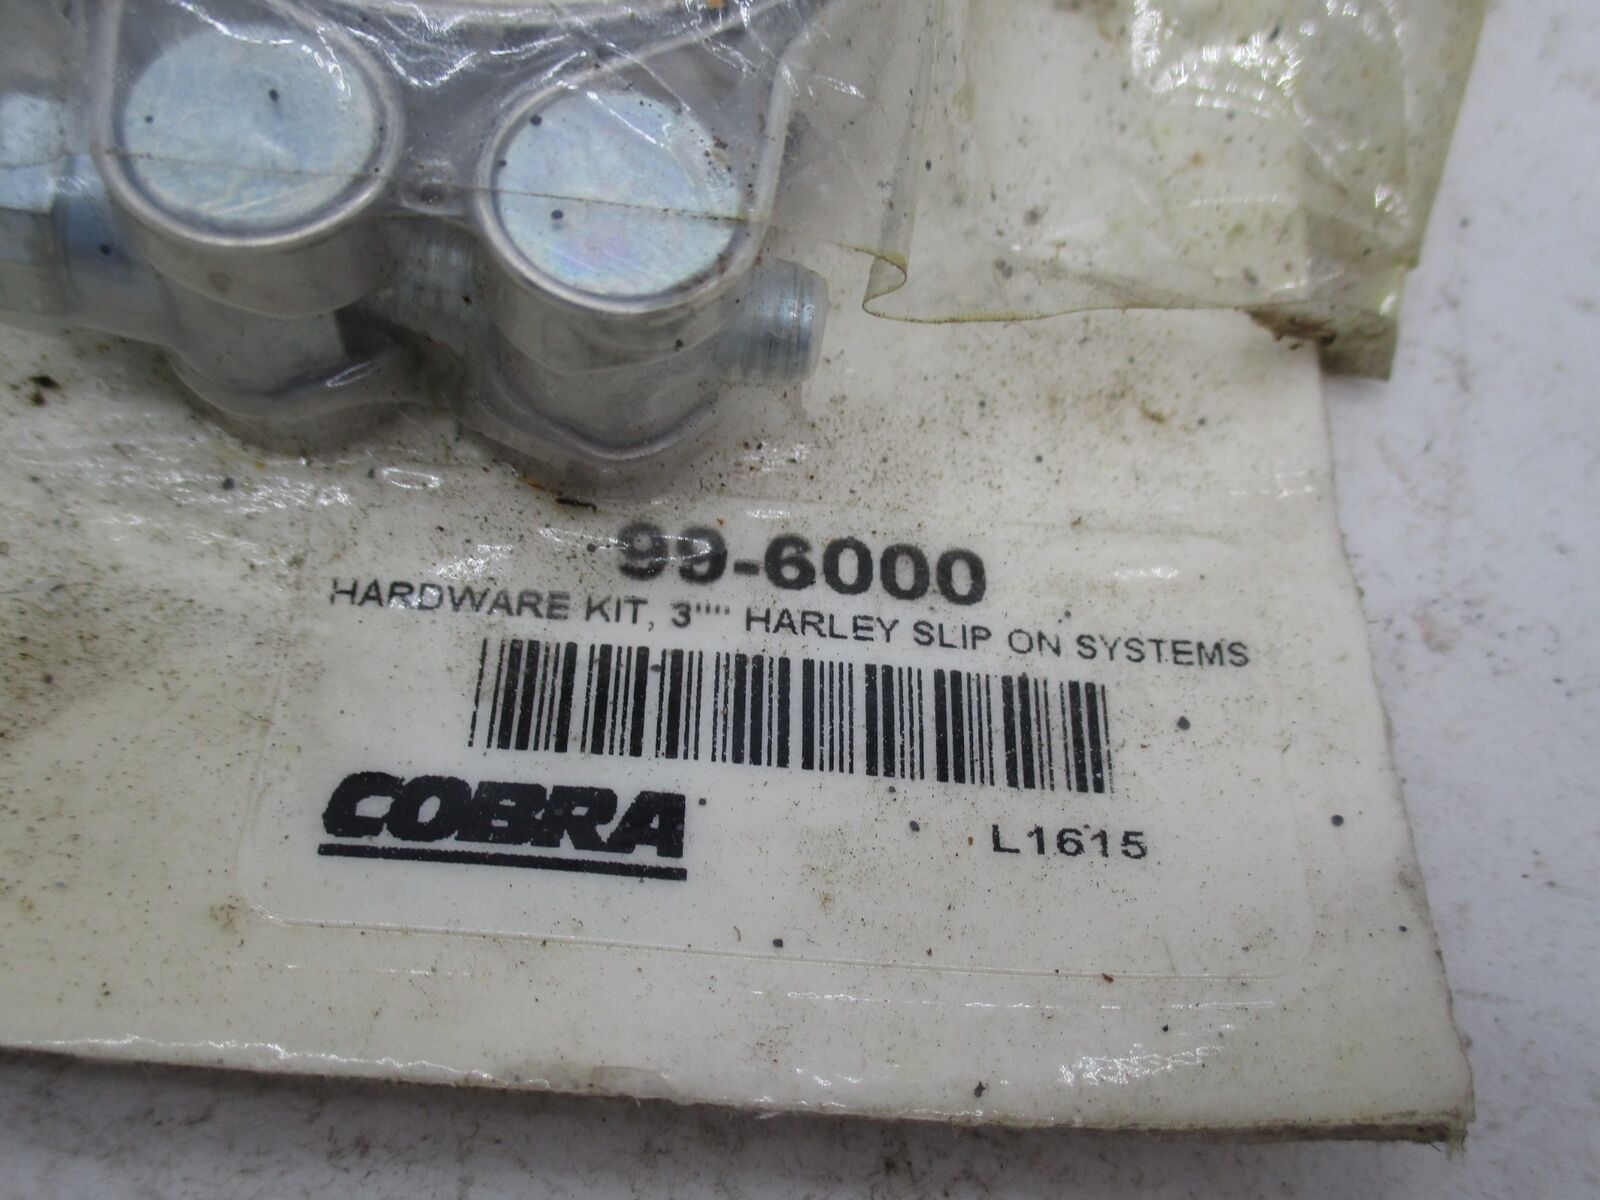 99-6000
HARDWARE KIT, 3"" HARLEY SLIP ON SYSTEMS
COBRA
L1615